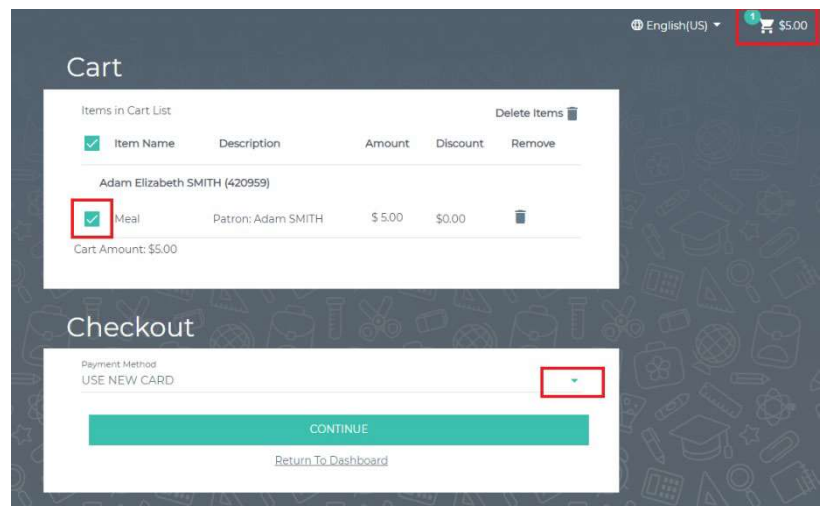 English(US)
1
$5.00
Cart
Items in Cart List
Delete Items
Item Name Description Amount Discount Remove
Adam Elizabeth SMITH (420959)
Meal Patron: Adam SMITH $ 5.00 $0.00
Cart Amount: $5.00
Checkout
Payment Method
USE NEW CARD
CONTINUE
Return To Dashboard